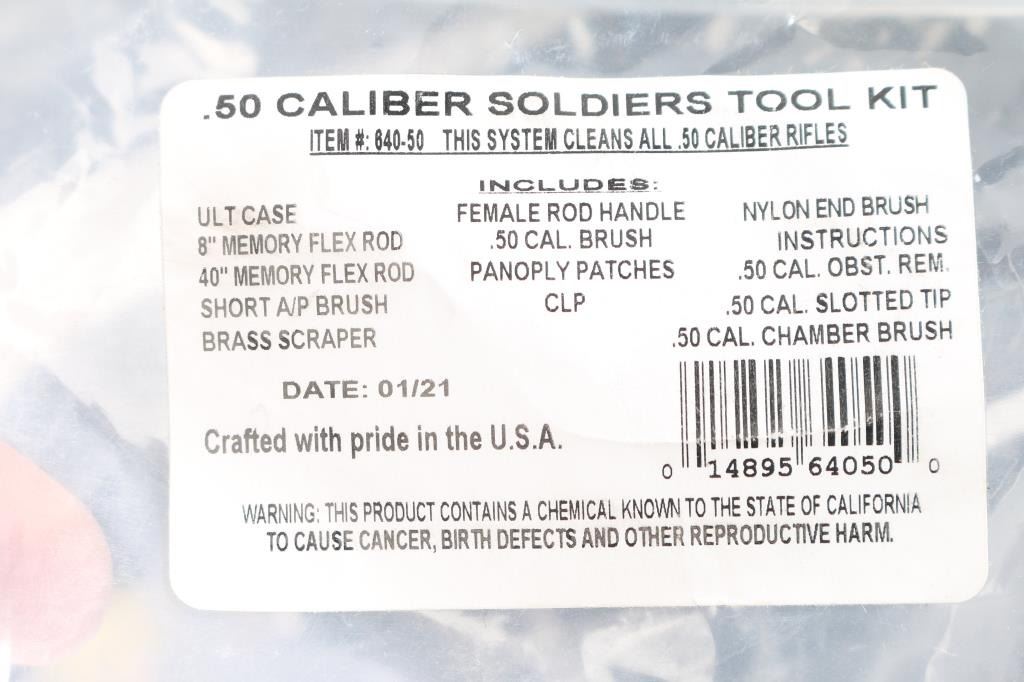 .50 CALIBER SOLDIERS TOOL KIT
ITEM #: 640-50 THIS SYSTEM CLEANS ALL .50 CALIBER RIFLES
INCLUDES:
ULT CASE
8" MEMORY FLEX ROD
40" MEMORY FLEX ROD
SHORT A/P BRUSH
BRASS SCRAPER
FEMALE ROD HANDLE
.50 CAL. BRUSH
PANOPLY PATCHES
CLP
NYLON END BRUSH
INSTRUCTIONS
.50 CAL. OBST. REM.
.50 CAL. SLOTTED TIP
.50 CAL. CHAMBER BRUSH
DATE: 01/21
Crafted with pride in the U.S.A.
0 14895 64050 0
WARNING: THIS PRODUCT CONTAINS A CHEMICAL KNOWN TO THE STATE OF CALIFORNIA
TO CAUSE CANCER, BIRTH DEFECTS AND OTHER REPRODUCTIVE HARM.